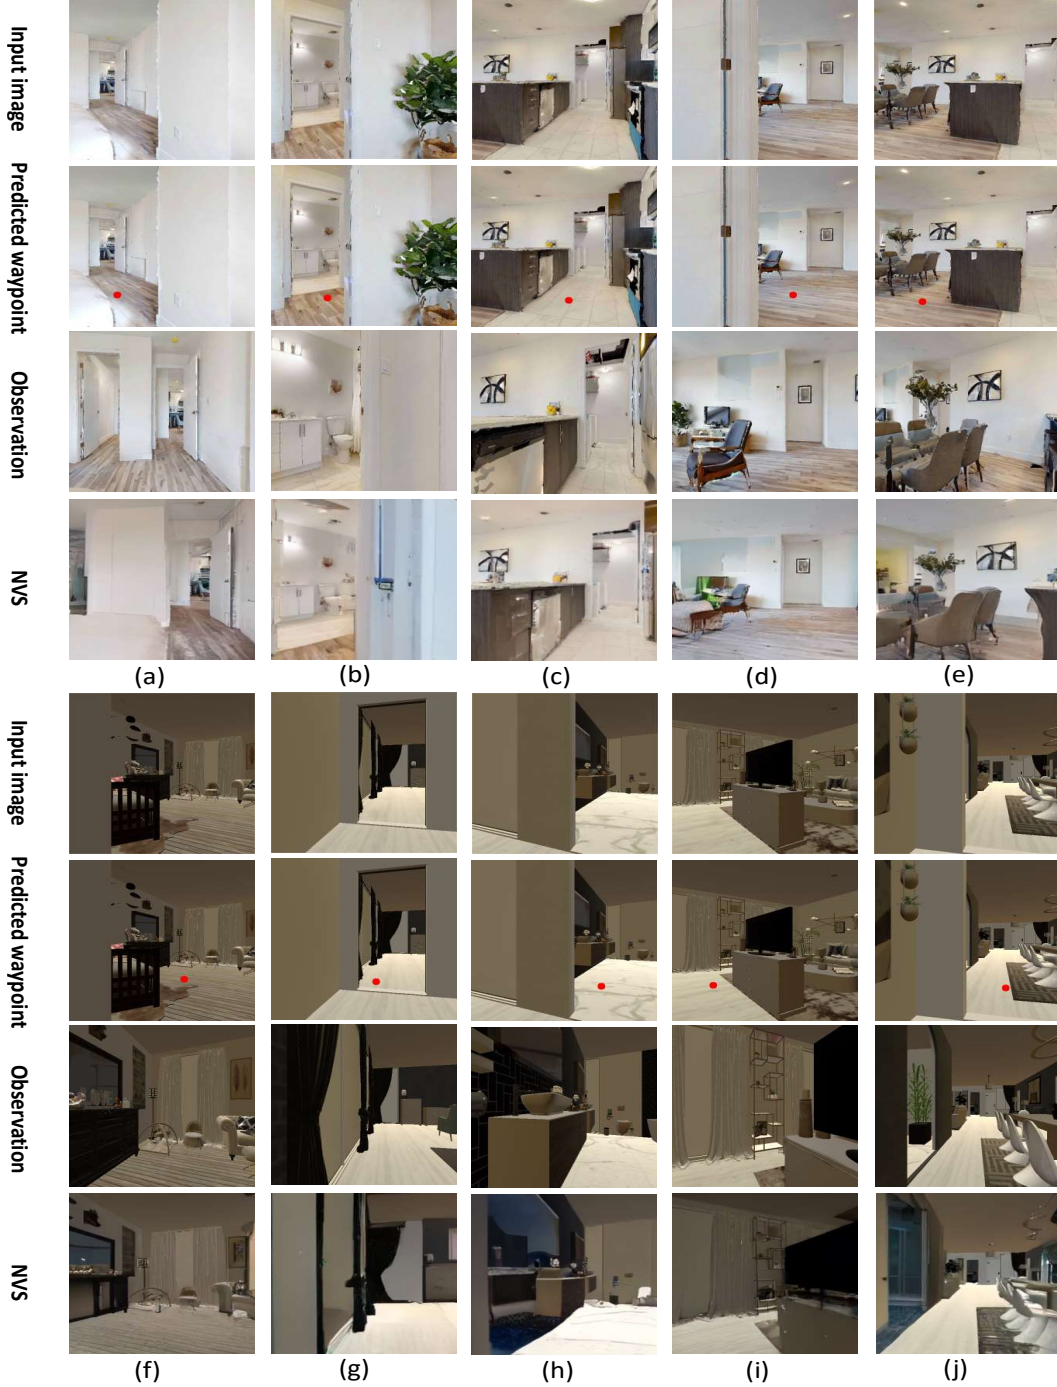 Input image
Predicted waypoint
Observation
NVS
(a)
(b)
(c)
(d)
(e)
Input image
Predicted waypoint
Observation
NVS
(f)
(g)
(h)
(i)
(j)